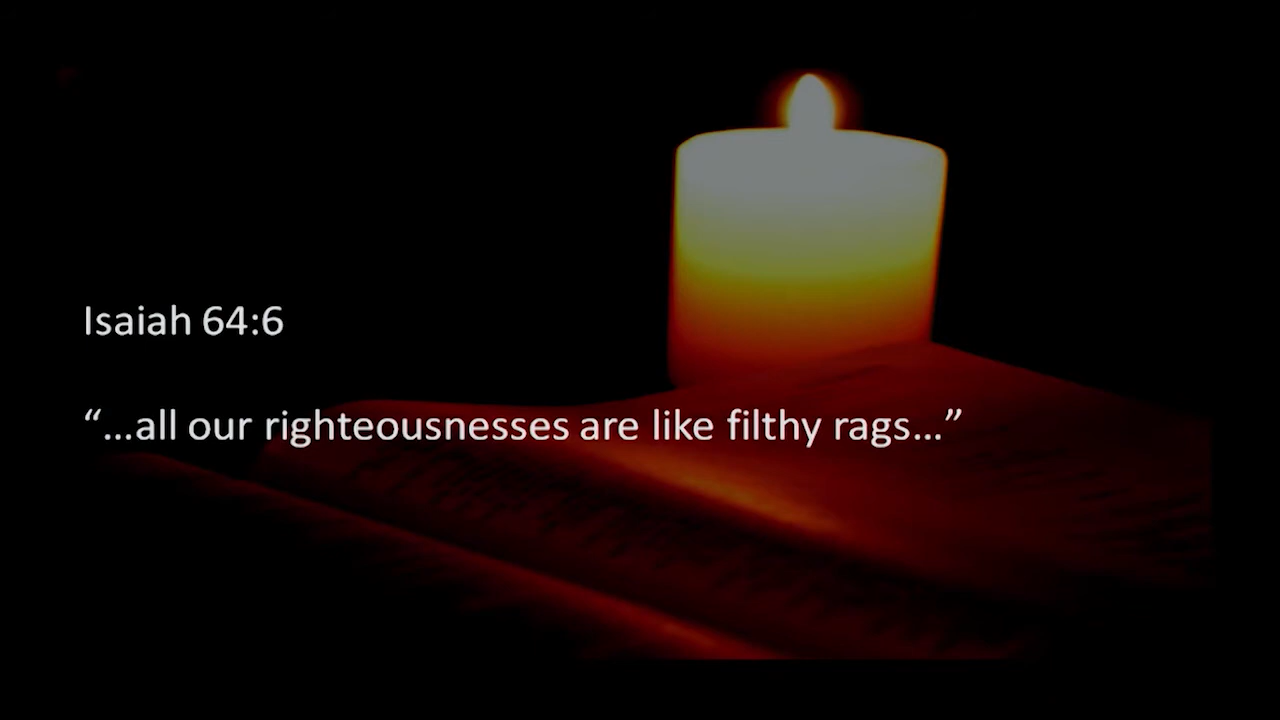 Isaiah 64:6
“...all our righteousnesses are like filthy rags...”